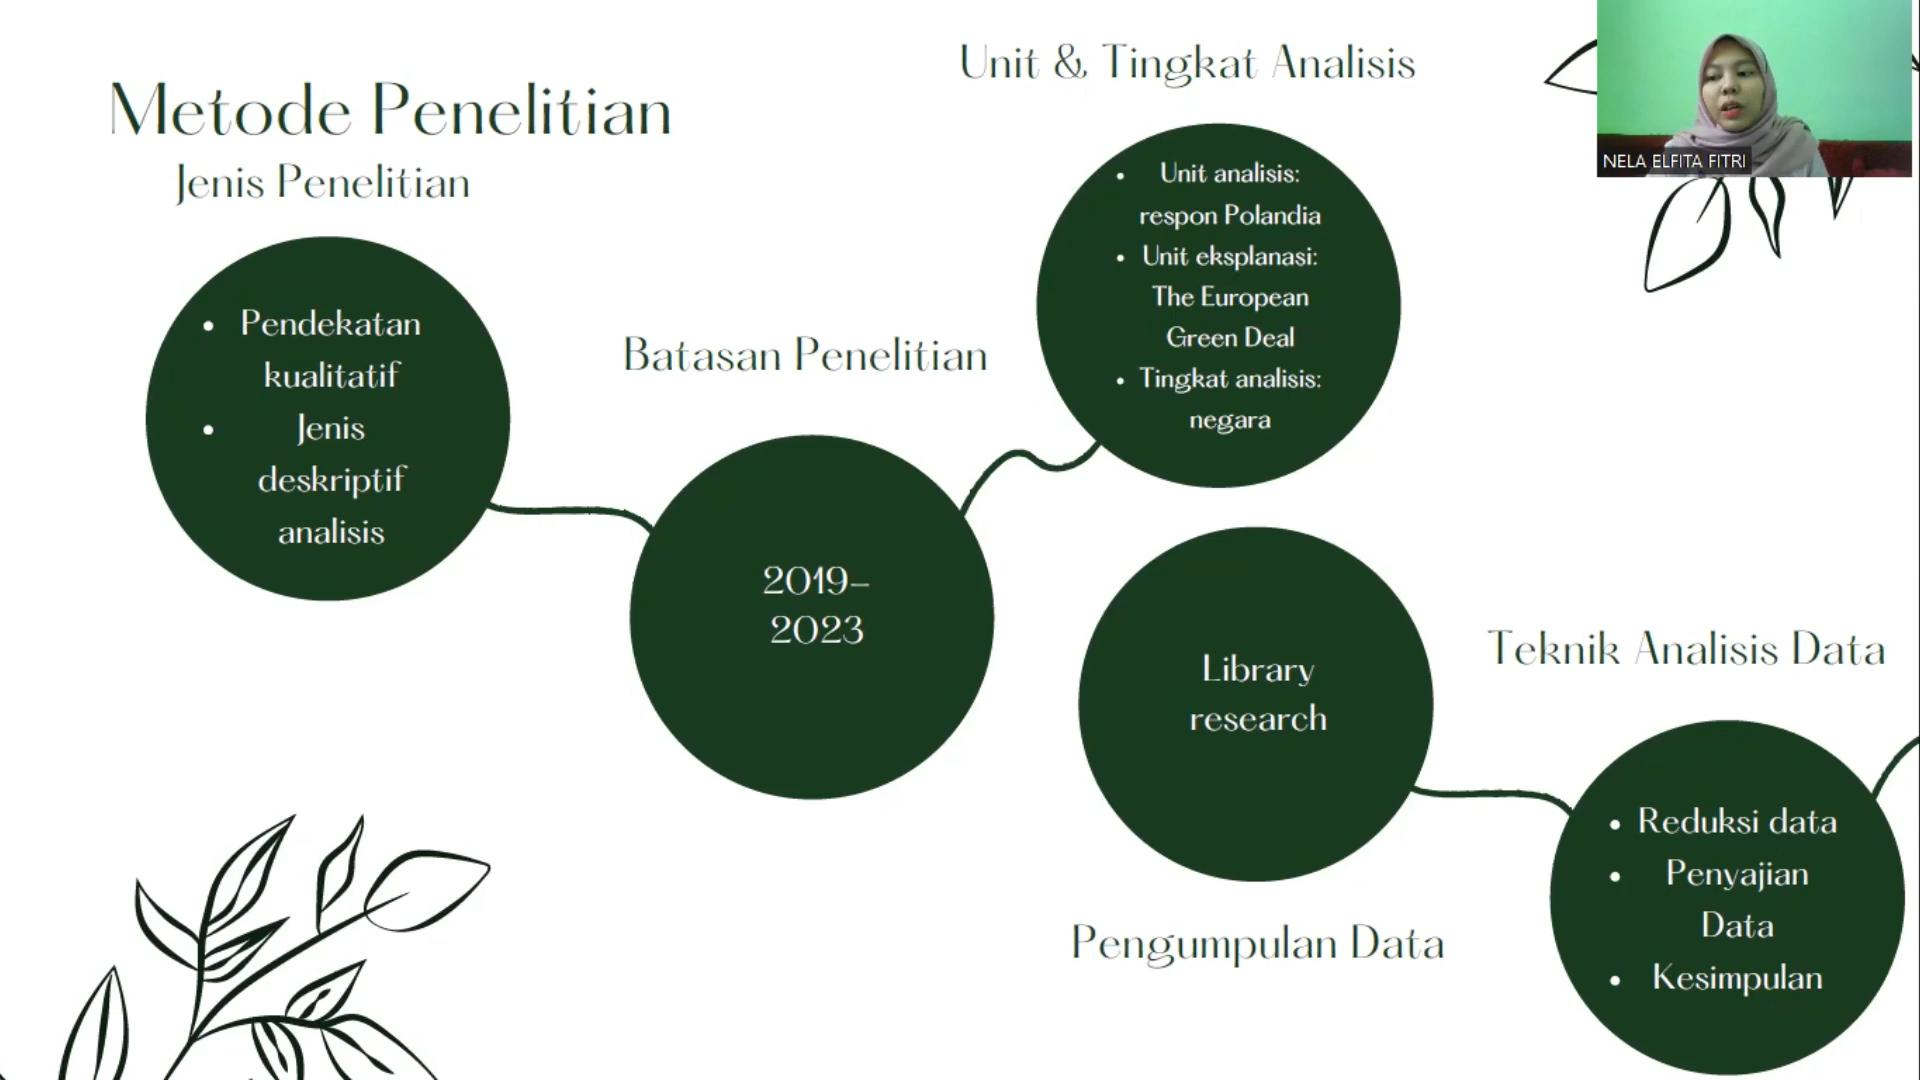 Metode Penelitian
Jenis Penelitian
• Pendekatan
kualitatif
• Jenis
deskriptif
analisis
Batasan Penelitian
2019–
2023
Unit & Tingkat Analisis
• Unit analisis:
respon Polandia
• Unit eksplanasi:
The European
Green Deal
• Tingkat analisis:
negara
Library
research
Pengumpulan Data
Teknik Analisis Data
• Reduksi data
• Penyajian
Data
• Kesimpulan
NELA ELFITA FITRI